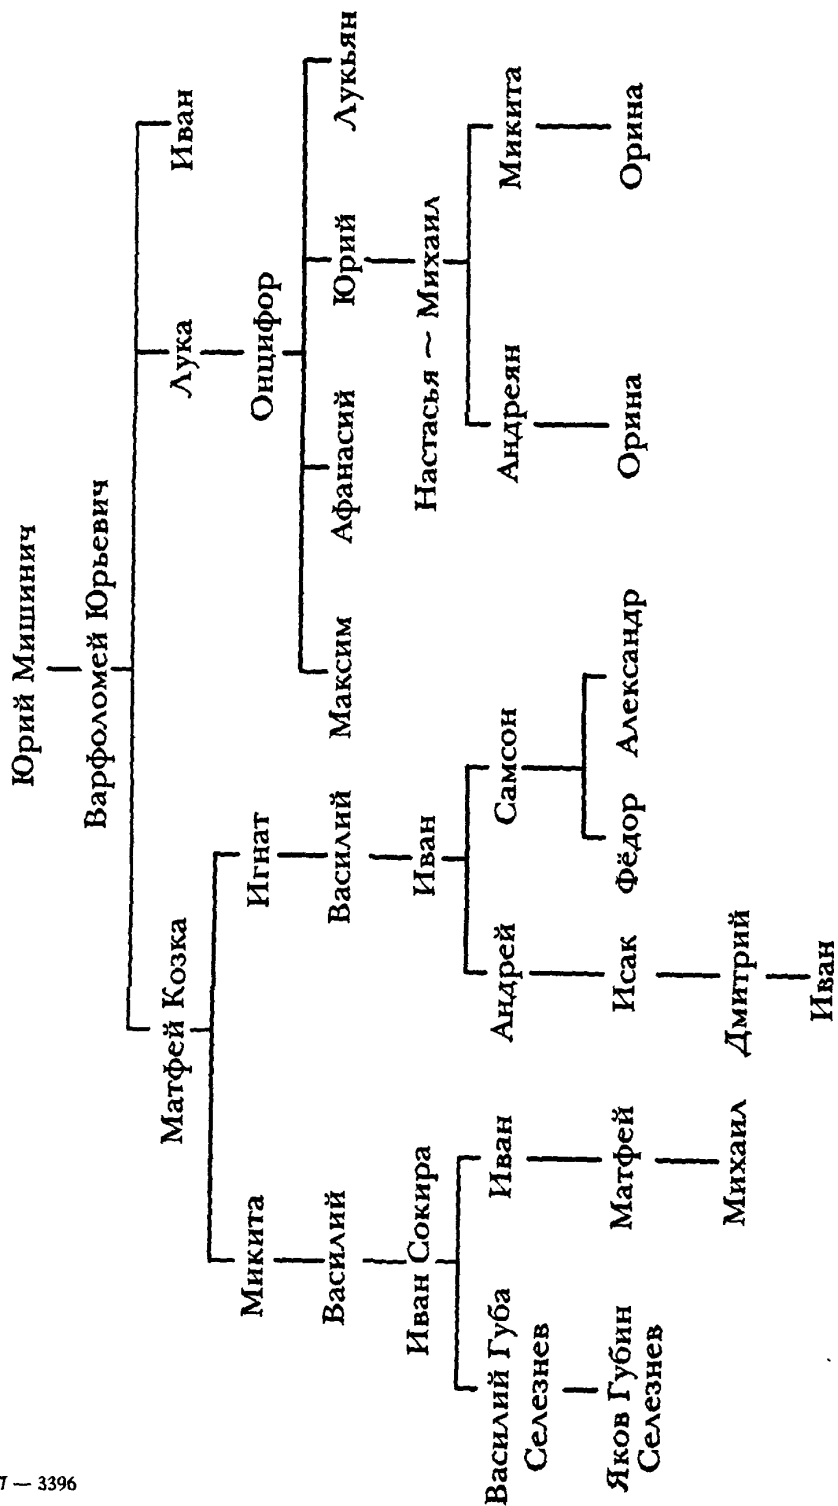 Юрий Мишинич
Варфоломей Юрьевич
Матфей Козка
Лука
Иван
Микита
Игнат
Онцифор
Василий
Василий
Максим
Афанасий
Юрий
Лукьян
Иван Сокира
Иван
Настасья ~ Михаил
Василий Губа
Селезнев
Иван
Андрей
Самсон
Андреян
Микита
Яков Губин
Селезнев
Матфей
Исак
Фёдор
Александр
Орина
Орина
Михаил
Дмитрий
Иван
— 3396